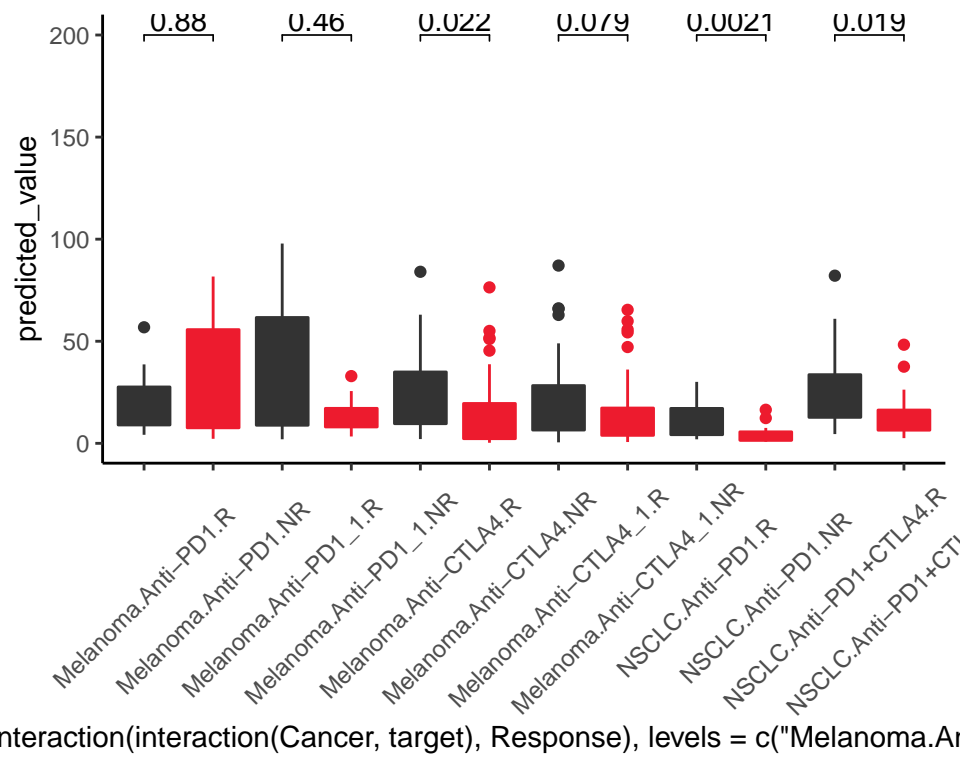 0.88 0.46 0.022 0.079 0.0021 0.019
200
150
100
50
0
predicted_value
Melanoma.Anti−PD1.R
Melanoma.Anti−PD1.NR
Melanoma.Anti−PD1_1.R
Melanoma.Anti−PD1_1.NR
Melanoma.Anti−CTLA4.R
Melanoma.Anti−CTLA4.NR
Melanoma.Anti−CTLA4_1.R
Melanoma.Anti−CTLA4_1.NR
NSCLC.Anti−PD1.R
NSCLC.Anti−PD1.NR
NSCLC.Anti−PD1+CTLA4.R
NSCLC.Anti−PD1+CTL
nteraction(interaction(Cancer, target), Response), levels = c("Melanoma.An